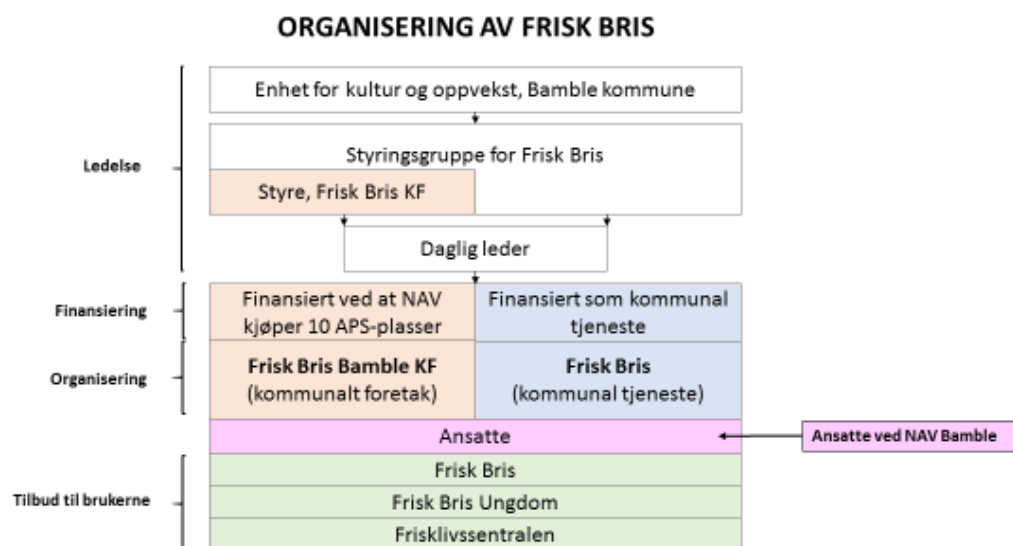 ORGANISERING AV FRISK BRIS
Enhet for kultur og oppvekst, Bamble kommune
Ledelse
Styringsgruppe for Frisk Bris
Styre, Frisk Bris KF
Daglig leder
Finansiering
Finansiert ved at NAV
kjøper 10 APS-plasser
Finansiert som kommunal
tjeneste
Organisering
Frisk Bris Bamble KF
(kommunalt foretak)
Frisk Bris
(kommunal tjeneste)
Ansatte
Ansatte ved NAV Bamble
Tilbud til brukerne
Frisk Bris
Frisk Bris Ungdom
Frisklivssentralen